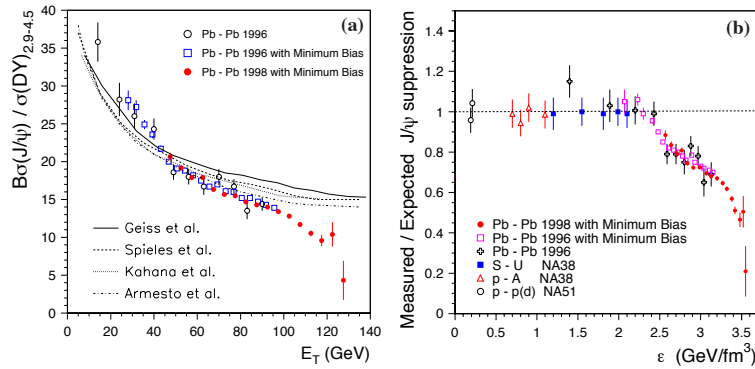 (a)
Pb - Pb 1996
Pb - Pb 1996 with Minimum Bias
Pb - Pb 1998 with Minimum Bias
Bσ(J/ψ) / σ(DY)2.9-4.5
40
35
30
25
20
15
10
5
0
Geiss et al.
Spieles et al.
Kahana et al.
Armesto et al.
0 20 40 60 80 100 120 140
E_T (GeV)
(b)
Measured / Expected J/ψ suppression
1.4
1.2
1
0.8
0.6
0.4
0.2
0
Pb - Pb 1998 with Minimum Bias
Pb - Pb 1996 with Minimum Bias
Pb - Pb 1996
S - U NA38
p - A NA38
p - p(d) NA51
0 0.5 1 1.5 2 2.5 3 3.5
ε (GeV/fm³)